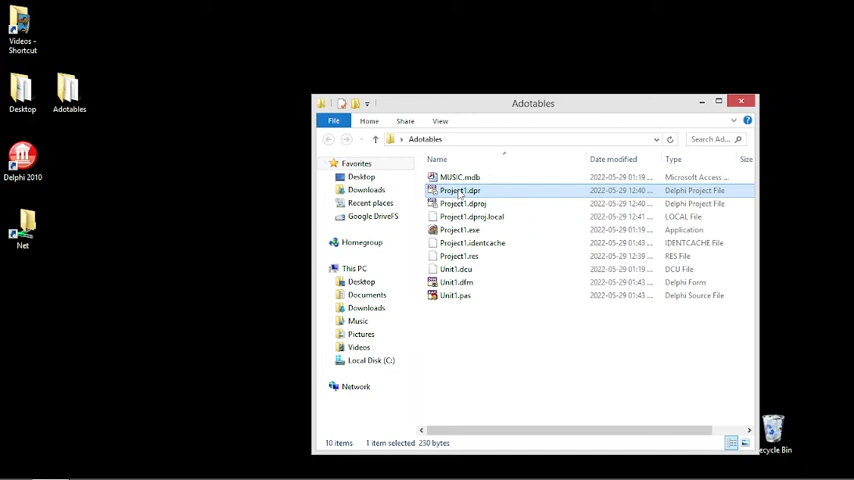 Videos -
Shortcut
Desktop
Adotables
Delphi 2010
Net
Adotables
File
Home
Share
View
Adotables
Search Ad...
Name
Date modified
Type
Size
Favorites
Desktop
Downloads
Recent places
Google DriveFS
Homegroup
This PC
Desktop
Documents
Downloads
Music
Pictures
Videos
Local Disk (C:)
Network
MUSIC.mdb 2022-05-29 01:19 ... Microsoft Access ...
Project1.dpr 2022-05-29 12:40 ... Delphi Project File
Project1.dproj 2022-05-29 12:40 ... Delphi Project File
Project1.dproj.local 2022-05-29 01:43 ... LOCAL File
Project1.exe 2022-05-29 01:19 ... Application
Project1.identcache 2022-05-29 01:43 ... IDENTCACHE File
Project1.res 2022-05-29 12:39 ... RES File
Unit1.dcu 2022-05-29 01:19 ... DCU File
Unit1.dfm 2022-05-29 01:43 ... Delphi Form
Unit1.pas 2022-05-29 01:43 ... Delphi Source File
10 items 1 item selected 230 bytes
ecycle Bin